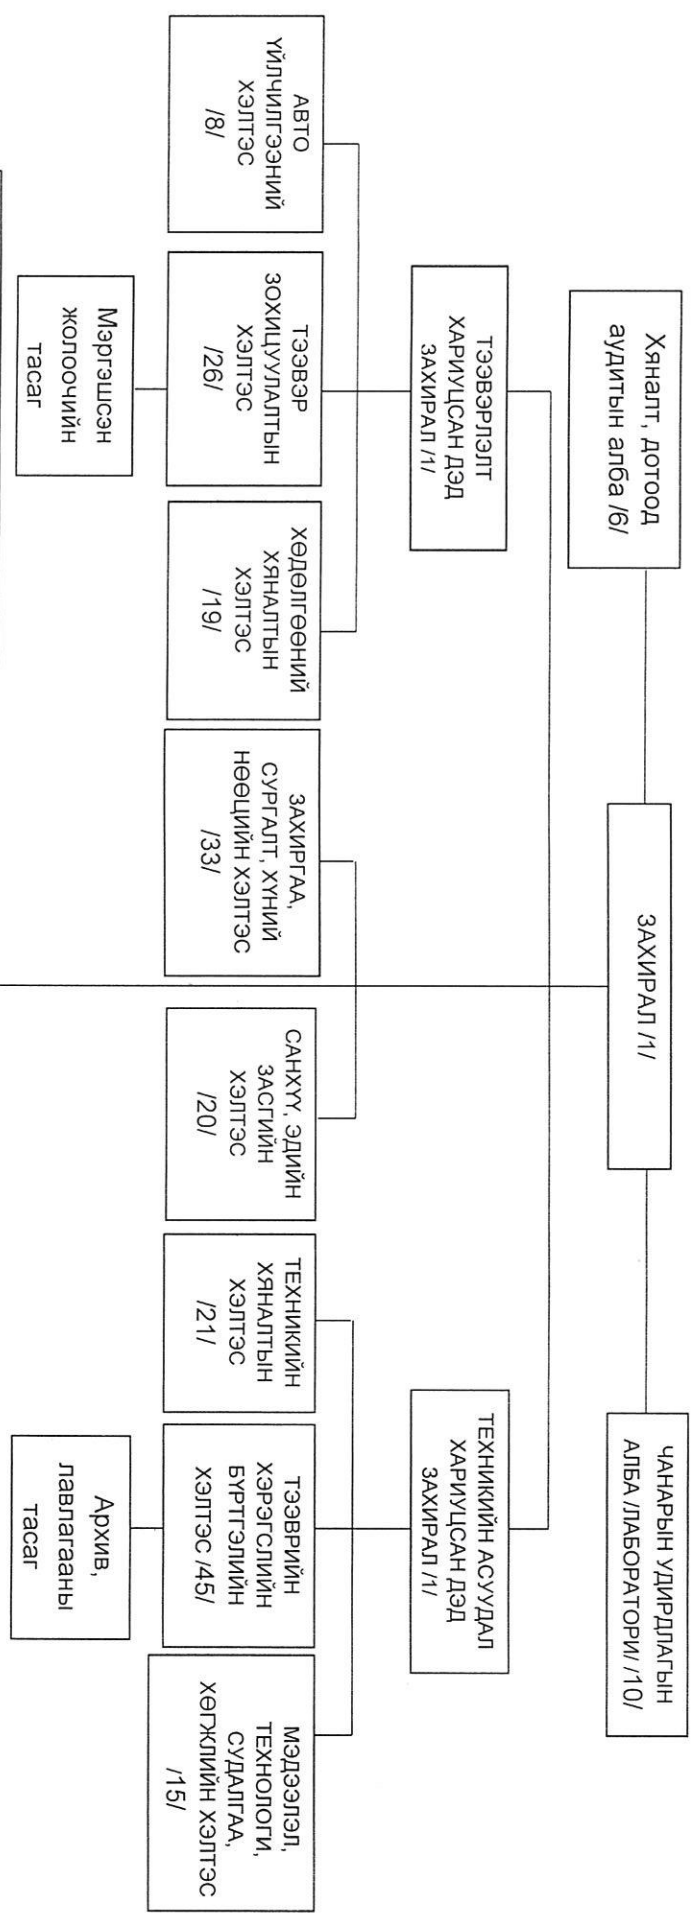 ЗАХИРАЛ /1/
Хяналт, дотоод
аудитын алба /6/
ЧАНАРЫН УДИРДЛАГЫН
АЛБА /ЛАБОРАТОРИ/ /10/
ТЭЭВЭРЛЭЛТ
ХАРИУЦСАН ДЭД
ЗАХИРАЛ /1/
ТЕХНИКИЙН АСУУДАЛ
ХАРИУЦСАН ДЭД
ЗАХИРАЛ /1/
АВТО
ҮЙЛЧИЛГЭЭНИЙ
ХЭЛТЭС
/8/
ТЭЭВЭР
ЗОХИЦУУЛАЛТЫН
ХЭЛТЭС
/26/
ХӨДӨЛГӨӨНИЙ
ХЯНАЛТЫН
ХЭЛТЭС
/19/
ЗАХИРГАА,
СУРГАЛТ, ХҮНИЙ
НӨӨЦИЙН ХЭЛТЭС
/33/
САНХҮҮ, ЭДИЙН
ЗАСГИЙН
ХЭЛТЭС
/20/
ТЕХНИКИЙН
ХЯНАЛТЫН
ХЭЛТЭС
/21/
ТЭЭВРИЙН
ХЭРЭГСЛИЙН
БҮРТГЭЛИЙН
ХЭЛТЭС /45/
МЭДЭЭЛЭЛ,
ТЕХНОЛОГИ,
СУДАЛГАА,
ХӨГЖЛИЙН ХЭЛТЭС
/15/
Мэргэшсэн
жолоочийн
тасаг
Архив,
лавлагааны
тасаг